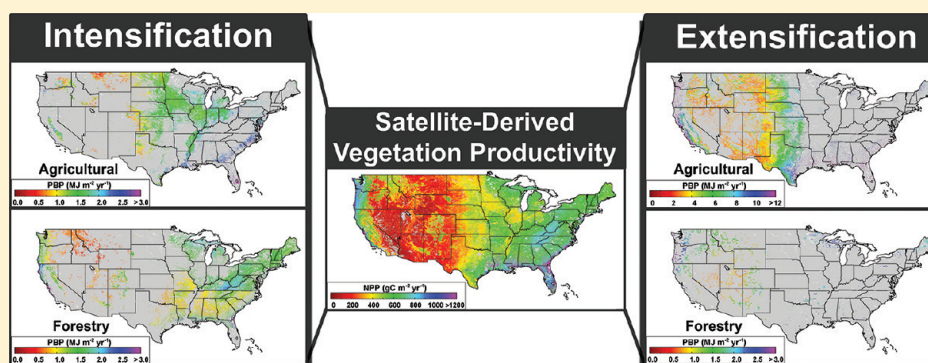 Intensification
Agricultural
PBP (MJ m⁻² yr⁻¹)
0.0 0.5 1.0 1.5 2.0 2.5 >3.0
Forestry
PBP (MJ m⁻² yr⁻¹)
0.0 0.5 1.0 1.5 2.0 2.5 >3.0
Satellite-Derived
Vegetation Productivity
NPP (gC m⁻² yr⁻¹)
0 200 400 600 800 1000 >1200
Extensification
Agricultural
PBP (MJ m⁻² yr⁻¹)
0 2 4 6 8 10 >12
Forestry
PBP (MJ m⁻² yr⁻¹)
0.0 0.5 1.0 1.5 2.0 2.5 >3.0